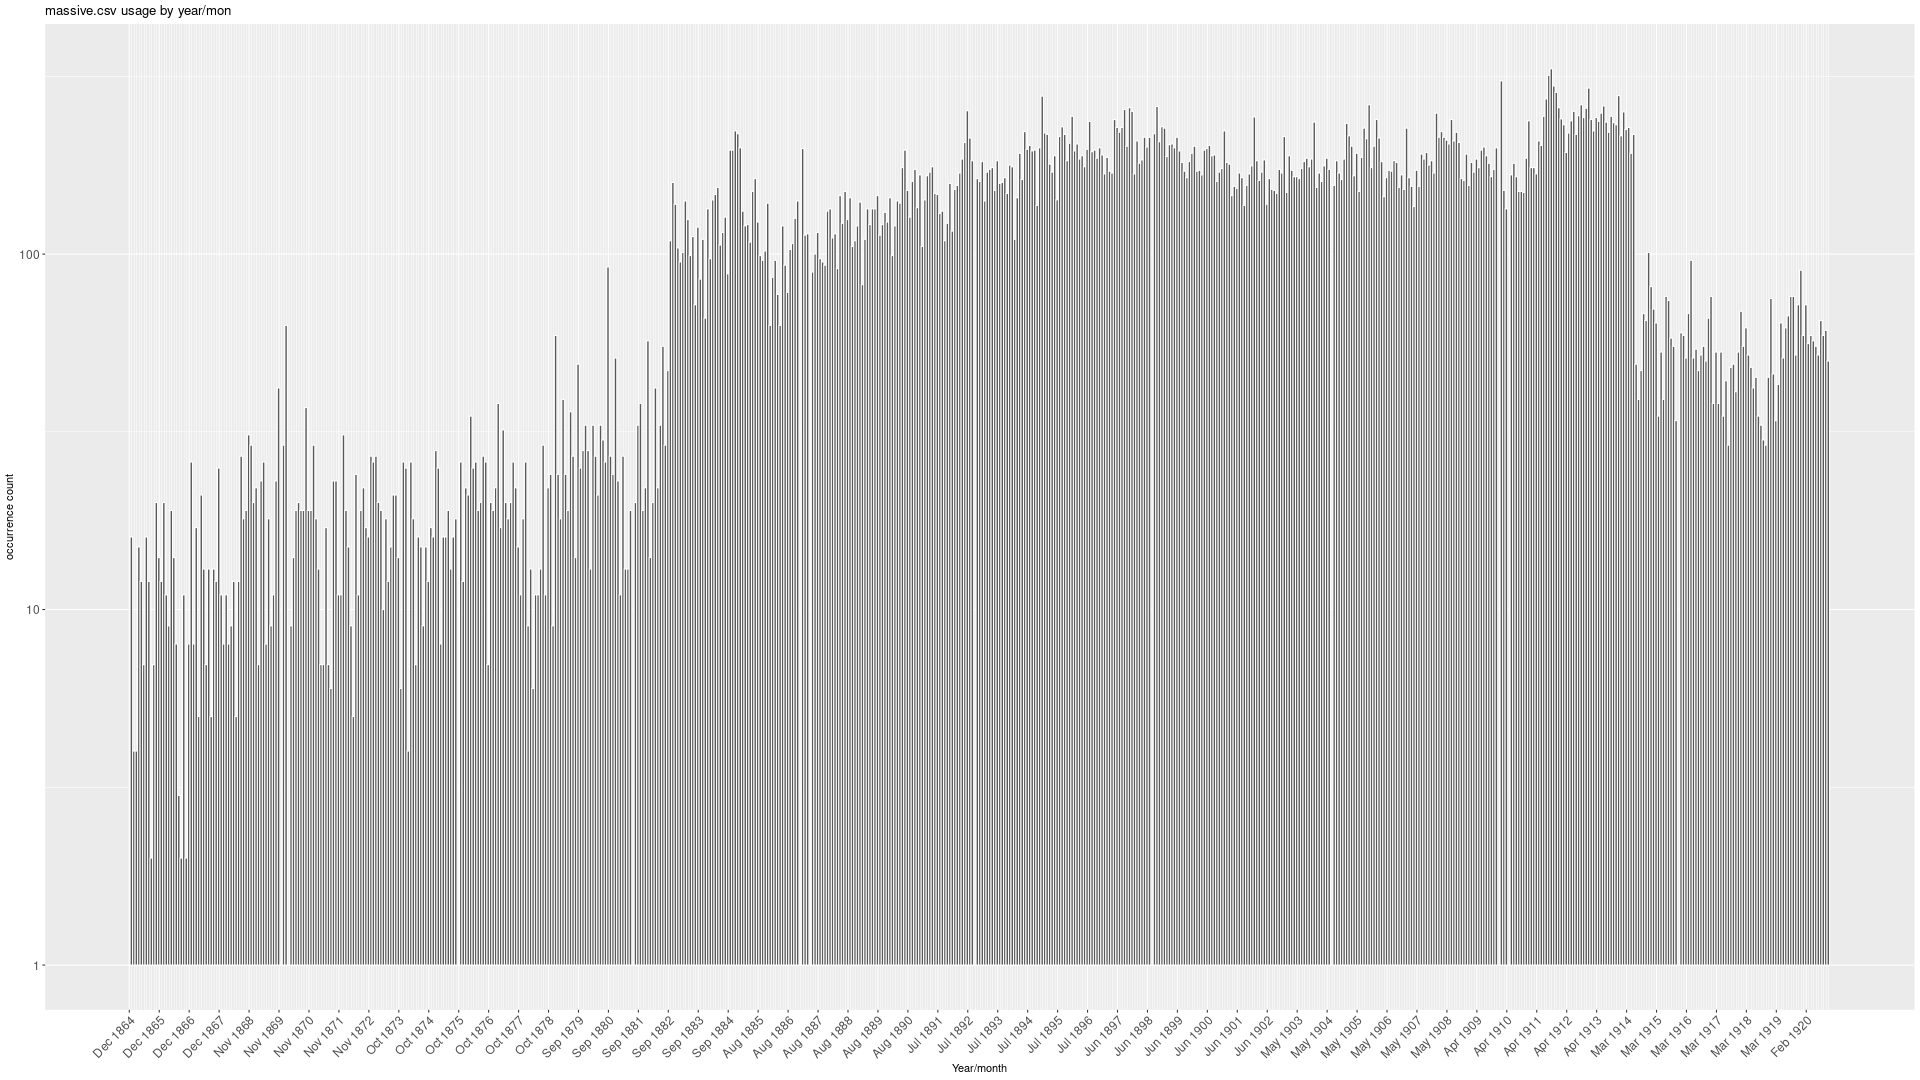 massive.csv usage by year/mon
occurrence count
100
10
1
Dec 1864
Dec 1865
Dec 1866
Dec 1867
Nov 1868
Nov 1869
Nov 1870
Nov 1871
Nov 1872
Oct 1873
Oct 1874
Oct 1875
Oct 1876
Oct 1877
Oct 1878
Sep 1879
Sep 1880
Sep 1881
Sep 1882
Sep 1883
Sep 1884
Aug 1885
Aug 1886
Aug 1887
Aug 1888
Aug 1889
Aug 1890
Jul 1891
Jul 1892
Jul 1893
Jul 1894
Jul 1895
Jul 1896
Jun 1897
Jun 1898
Jun 1899
Jun 1900
Jun 1901
Jun 1902
May 1903
May 1904
May 1905
May 1906
May 1907
May 1908
Apr 1909
Apr 1910
Apr 1911
Apr 1912
Apr 1913
Mar 1914
Mar 1915
Mar 1916
Mar 1917
Mar 1918
Mar 1919
Feb 1920
Year/month